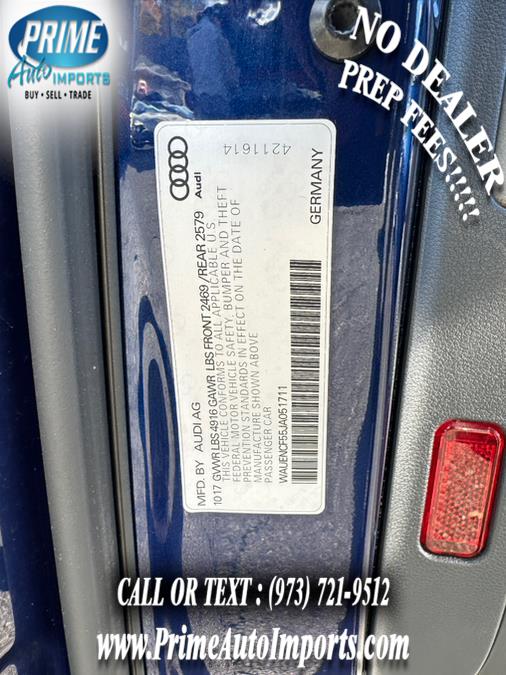 PRIME
Auto IMPORTS
BUY • SELL • TRADE
NO DEALER
PREP FEES!!!!!
4211614
Audi
GERMANY
MFD. BY AUDI AG
1017 GVWR LBS 4916 GAWR LBS FRONT 2469 / REAR 2579
THIS VEHICLE CONFORMS TO ALL APPLICABLE U S
FEDERAL MOTOR VEHICLE SAFETY, BUMPER AND THEFT
PREVENTION STANDARDS IN EFFECT ON THE DATE OF
MANUFACTURE SHOWN ABOVE
PASSENGER CAR
WAUENCF55JA051711
CALL OR TEXT : (973) 721-9512
www.PrimeAutoImports.com